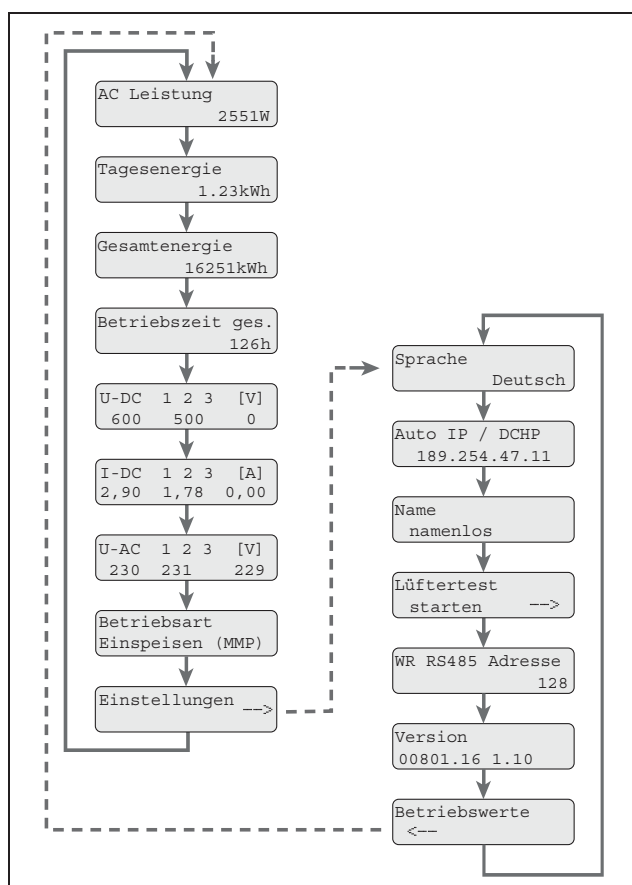 AC Leistung
2551W
Tagesenergie
1.23kWh
Gesamtenergie
16251kWh
Betriebszeit ges.
126h
U-DC 1 2 3 [V]
600 500 0
I-DC 1 2 3 [A]
2,90 1,78 0,00
U-AC 1 2 3 [V]
230 231 229
Betriebsart
Einspeisen (MMP)
Einstellungen -->
Sprache
Deutsch
Auto IP / DCHP
189.254.47.11
Name
namenlos
Lüftertest
starten -->
WR RS485 Adresse
128
Version
00801.16 1.10
Betriebswerte
<--